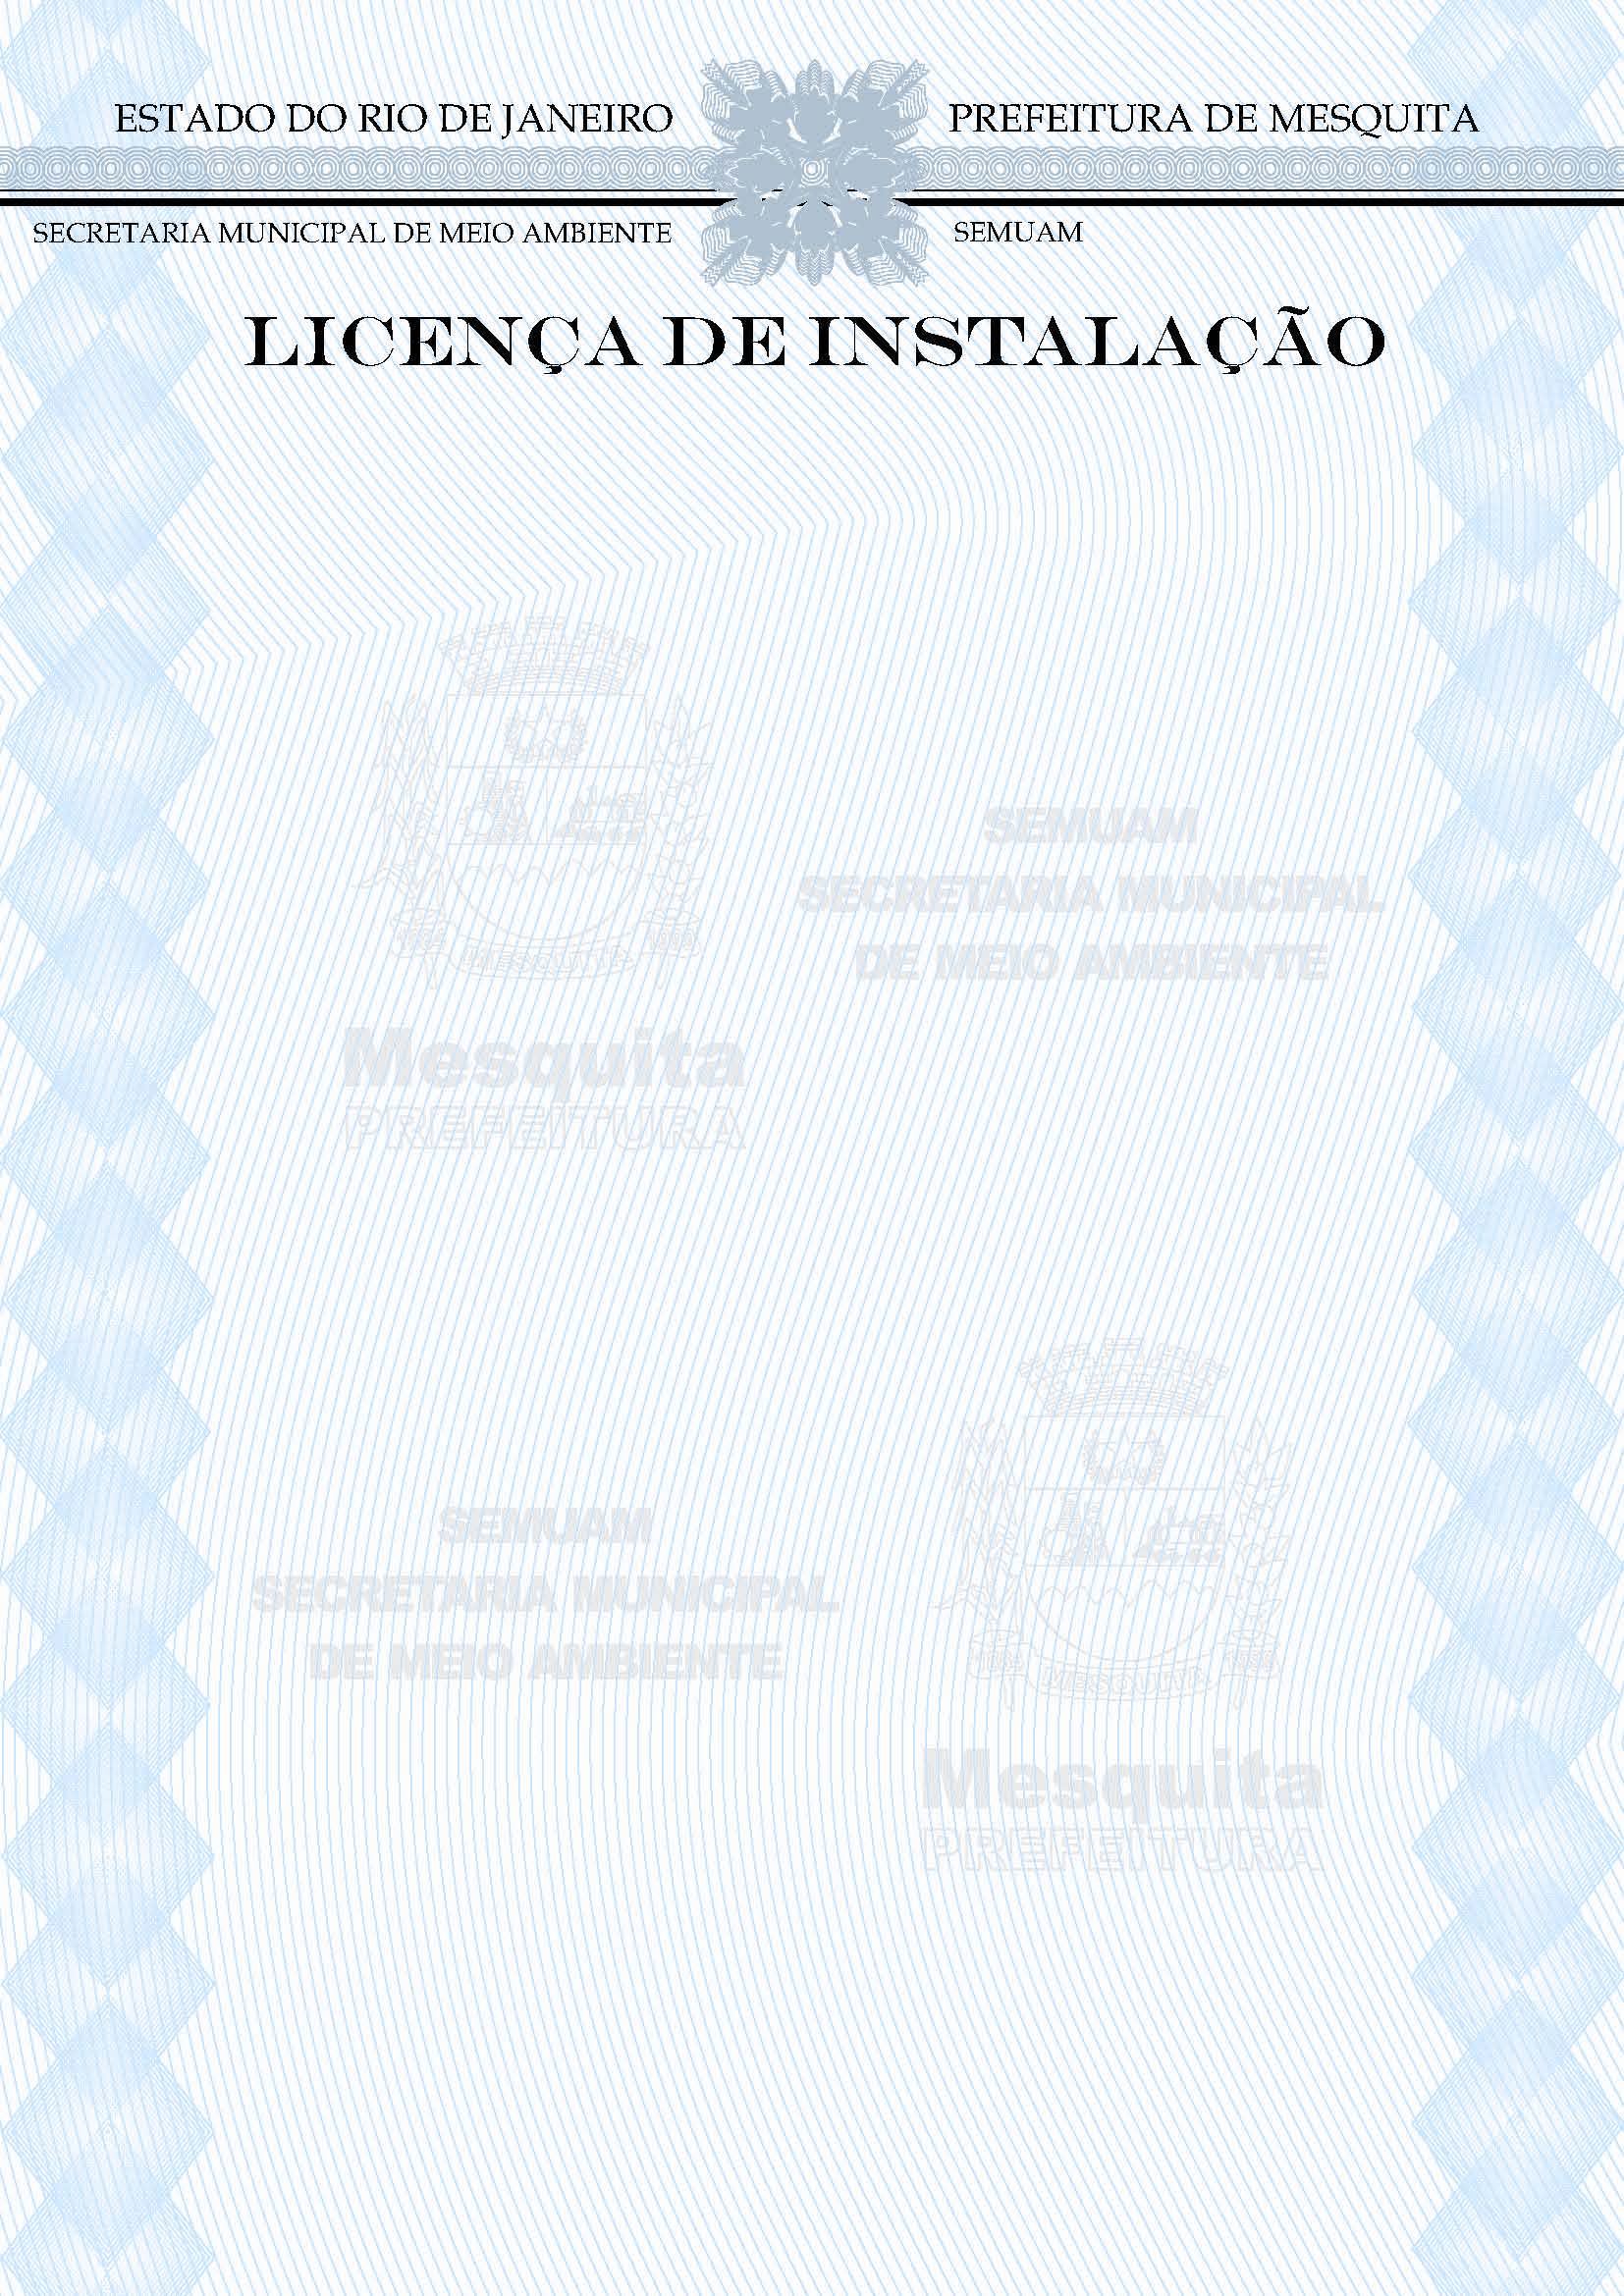 ESTADO DO RIO DE JANEIRO
PREFEITURA DE MESQUITA
SECRETARIA MUNICIPAL DE MEIO AMBIENTE
SEMUAM
LICENÇA DE INSTALAÇÃO
MESQUITA
Mesquita
PREFEITURA
SEMUAM
SECRETARIA MUNICIPAL
DE MEIO AMBIENTE
SEMUAM
SECRETARIA MUNICIPAL
DE MEIO AMBIENTE
MESQUITA
Mesquita
PREFEITURA